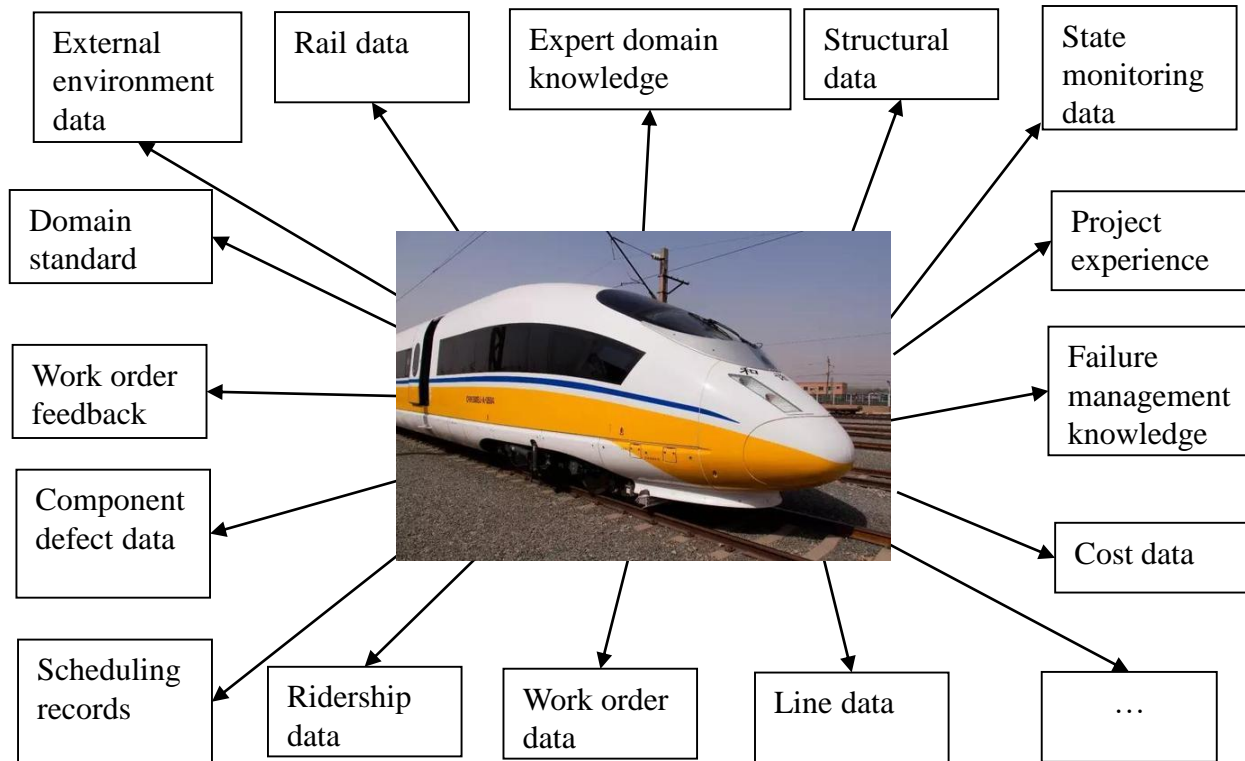 External
environment
data
Rail data
Expert domain
knowledge
Structural
data
State
monitoring
data
Domain
standard
Project
experience
Work order
feedback
Failure
management
knowledge
Component
defect data
Cost data
Scheduling
records
Ridership
data
Work order
data
Line data
…
和